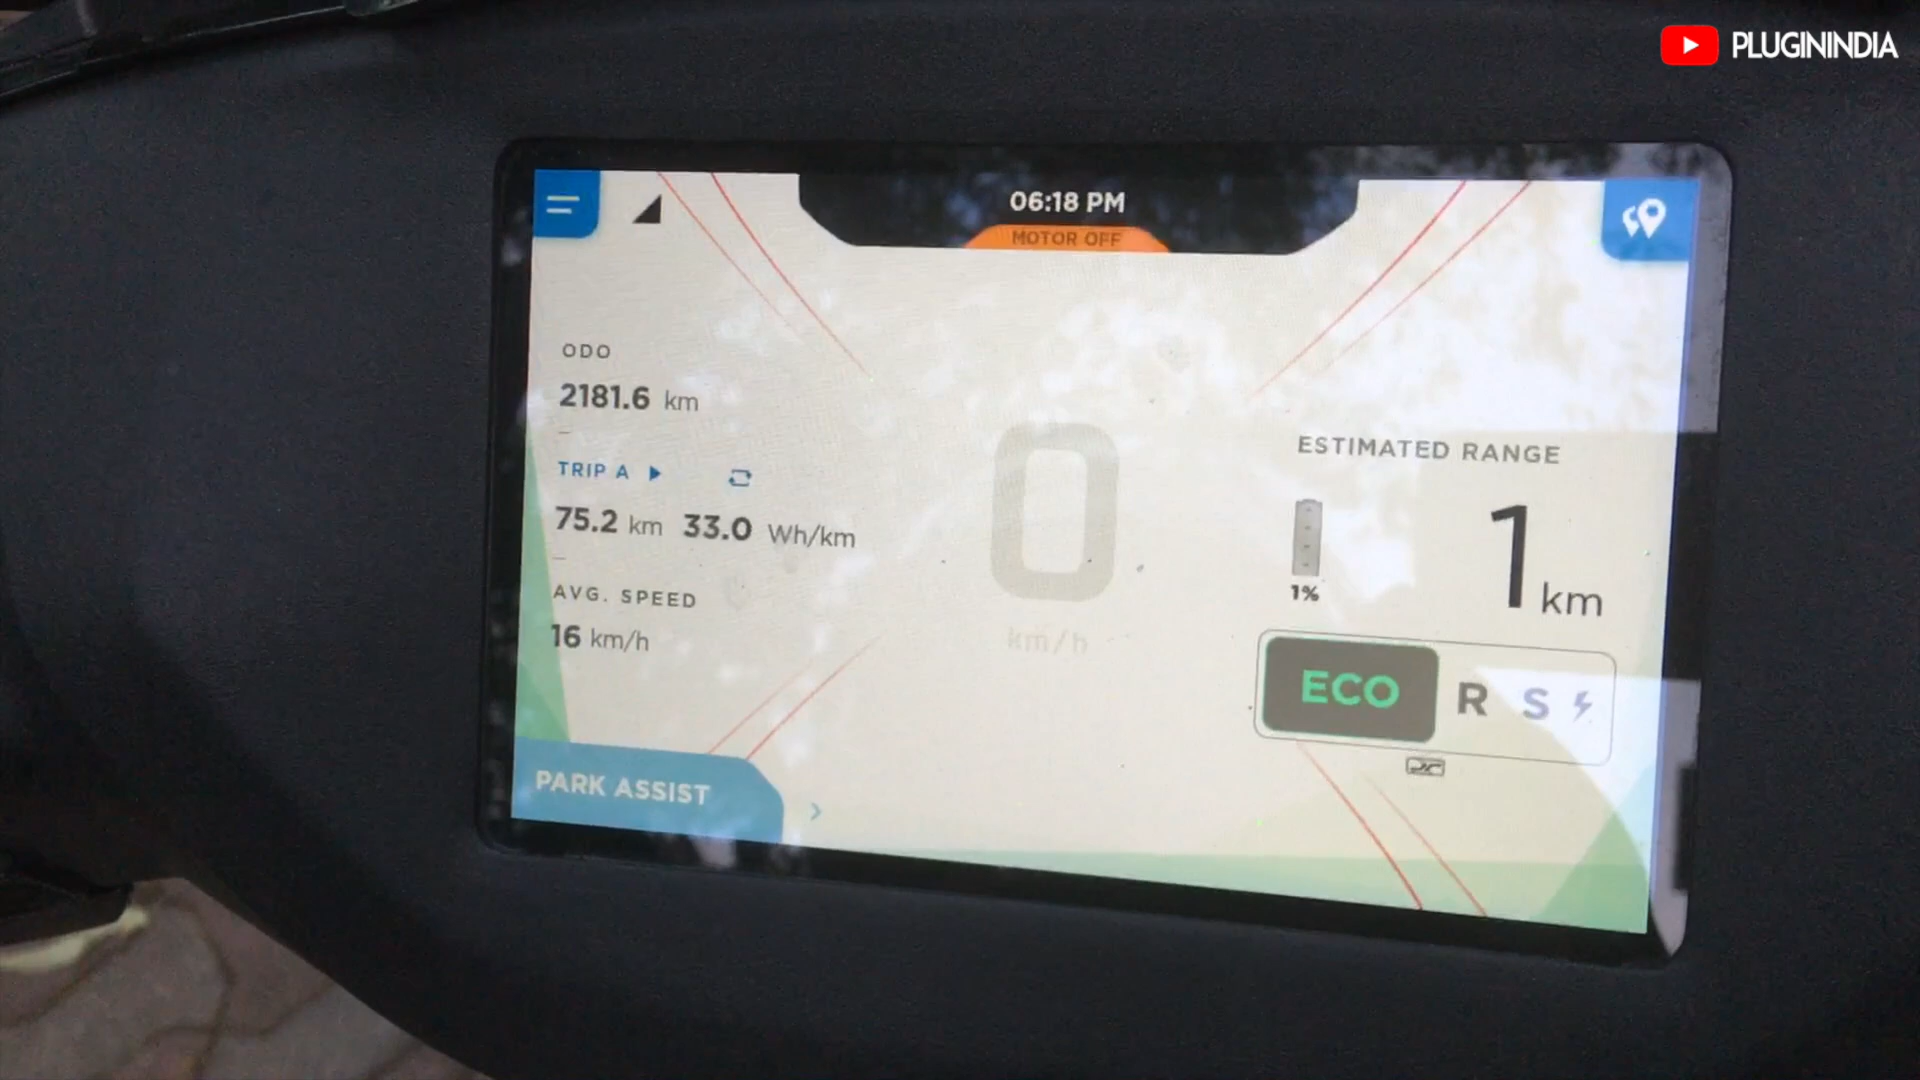 PLUGININDIA
06:18 PM
MOTOR OFF
ODO
2181.6 km
TRIP A
75.2 km 33.0 Wh/km
AVG. SPEED
16 km/h
0
km/h
ESTIMATED RANGE
1%
1 km
ECO R S
PARK ASSIST